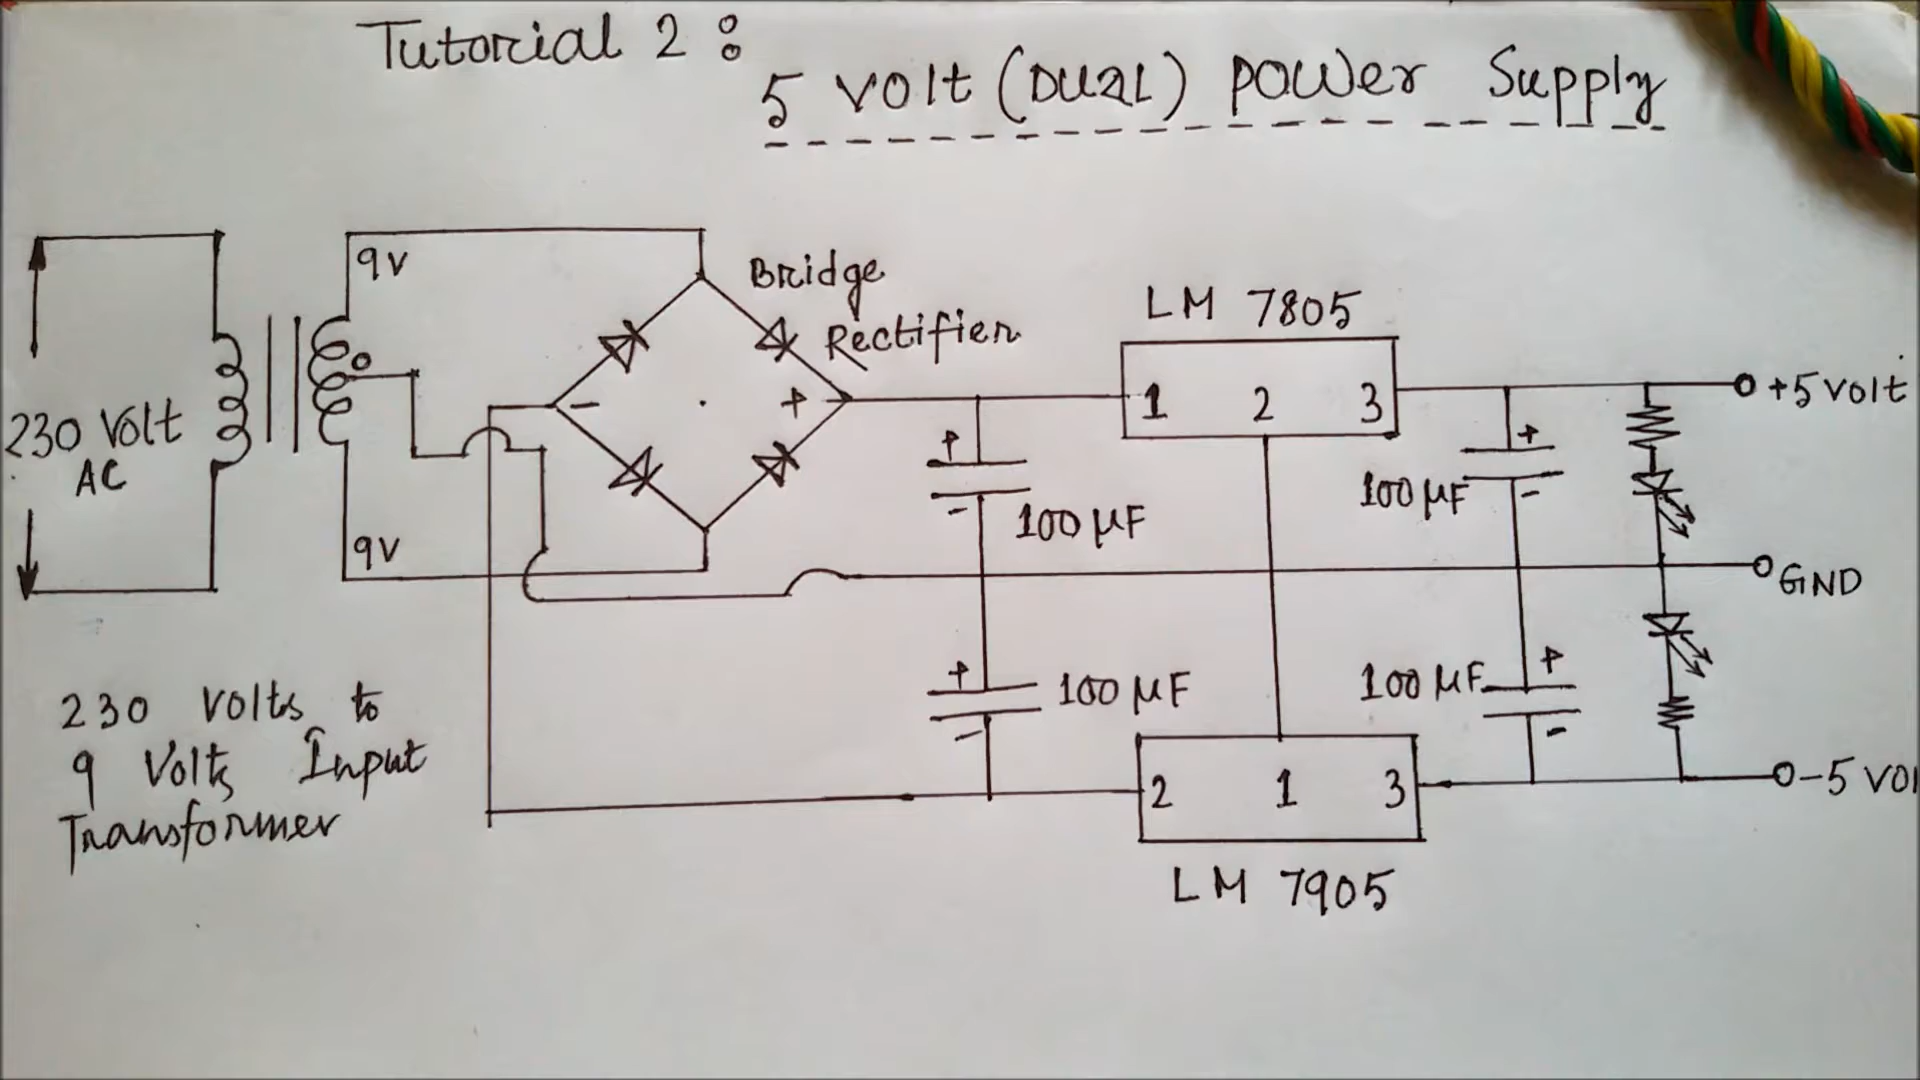 Tutorial 2 :
5 Volt (DUAL) Power Supply
9V
Bridge
Rectifier
LM 7805
0
230 Volt
AC
- +
1 2 3
+5 Volt
+
-
100 µF
+
-
100 µF
9V
GND
230 Volts to
9 Volts Input
Transformer
+
-
100 µF
+
-
100 µF
2 1 3
-5 Vol
LM 7905